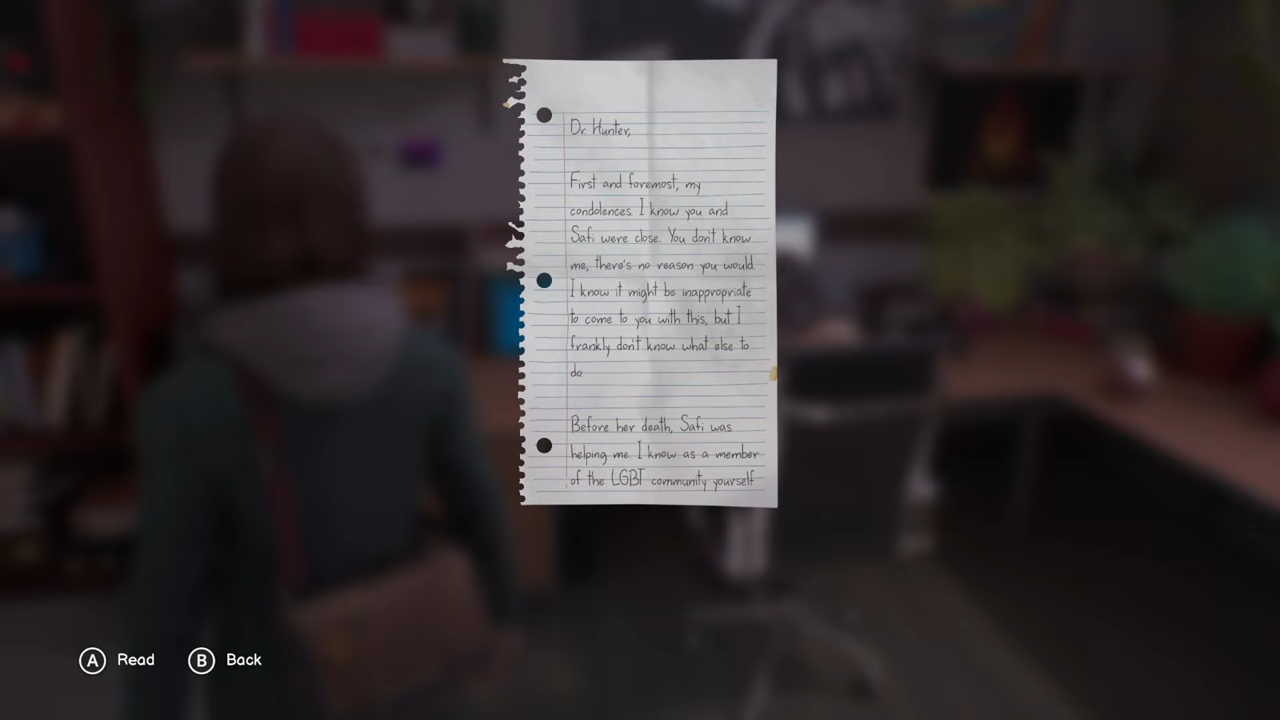 Dr Hunter,
First and foremost, my
condolences. I know you and
Safi were close. You don't know
me, there's no reason you would
I know it might be inappropriate
to come to you with this, but I
frankly don't know what else to
do
Before her death, Safi was
helping me. I know as a member
of the LGBT community yourself
A Read B Back